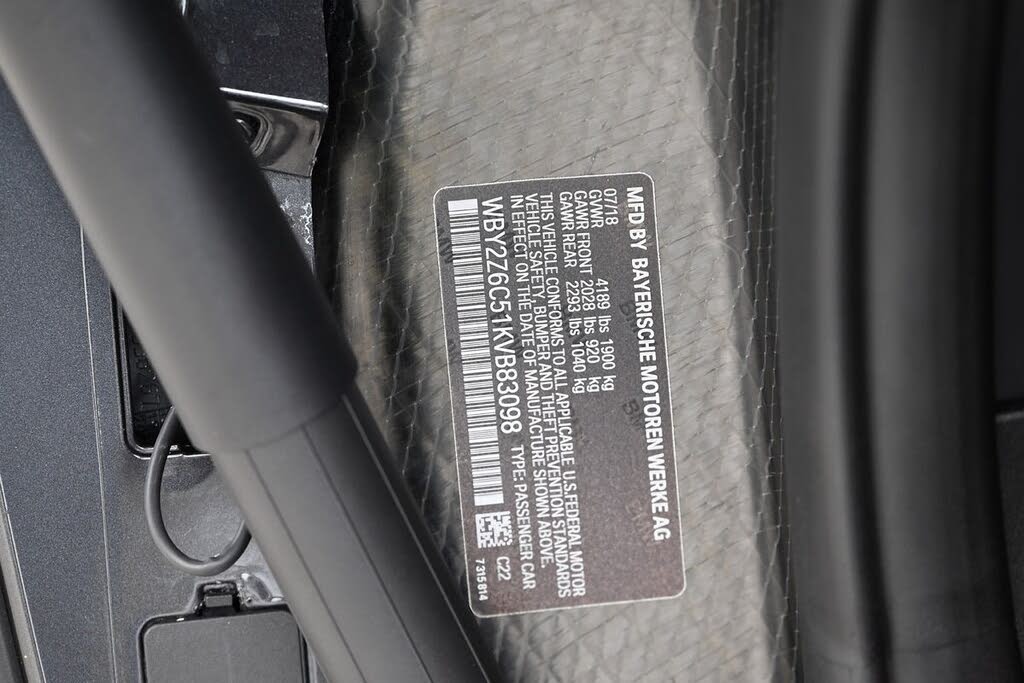 MFD BY BAYERISCHE MOTOREN WERKE AG
07/18
GVWR 4189 lbs 1900 kg
GAWR FRONT 2028 lbs 920 kg
GAWR REAR 2293 lbs 1040 kg
THIS VEHICLE CONFORMS TO ALL APPLICABLE U.S.FEDERAL MOTOR
VEHICLE SAFETY, BUMPER AND THEFT PREVENTION STANDARDS
IN EFFECT ON THE DATE OF MANUFACTURE SHOWN ABOVE.
WBY2Z6C51KVB83098 TYPE: PASSENGER CAR
C22
7315814